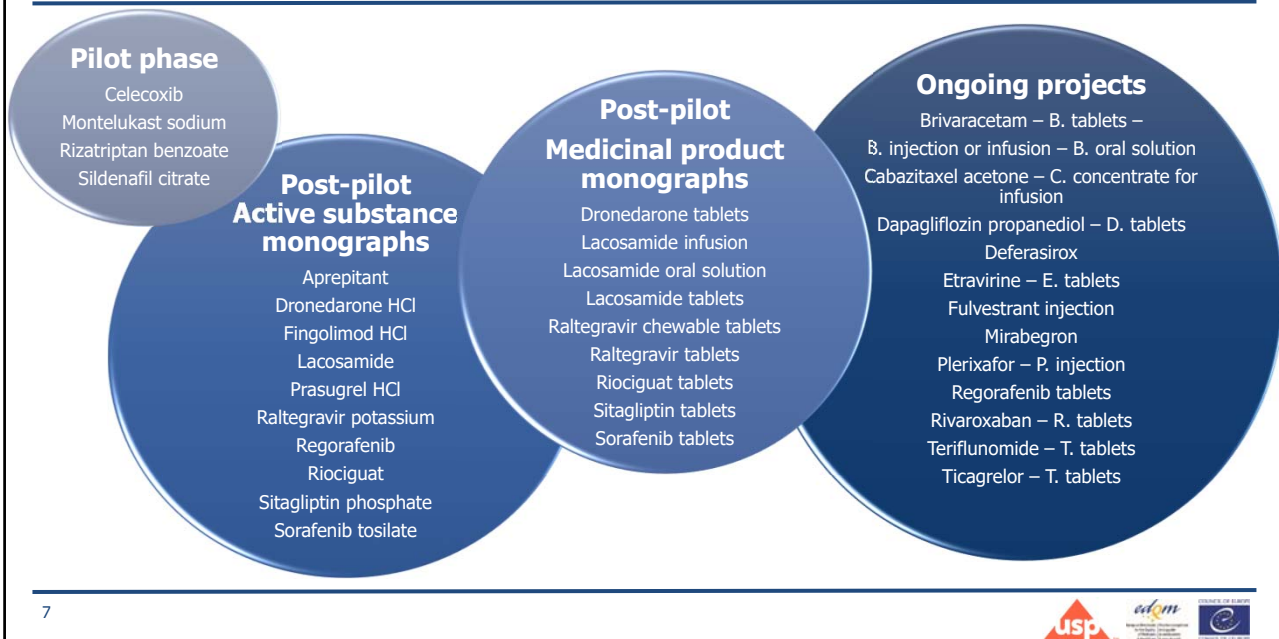 Pilot phase
Celecoxib
Montelukast sodium
Rizatriptan benzoate
Sildenafil citrate
Post-pilot
Active substance
monographs
Aprepitant
Dronedarone HCl
Fingolimod HCl
Lacosamide
Prasugrel HCl
Raltegravir potassium
Regorafenib
Riociguat
Sitagliptin phosphate
Sorafenib tosilate
Post-pilot
Medicinal product
monographs
Dronedarone tablets
Lacosamide infusion
Lacosamide oral solution
Lacosamide tablets
Raltegravir chewable tablets
Raltegravir tablets
Riociguat tablets
Sitagliptin tablets
Sorafenib tablets
Ongoing projects
Brivaracetam – B. tablets –
B. injection or infusion – B. oral solution
Cabazitaxel acetone – C. concentrate for
infusion
Dapagliflozin propanediol – D. tablets
Deferasirox
Etravirine – E. tablets
Fulvestrant injection
Mirabegron
Plerixafor – P. injection
Regorafenib tablets
Rivaroxaban – R. tablets
Teriflunomide – T. tablets
Ticagrelor – T. tablets
7
usp
edqm
COUNCIL OF EUROPE